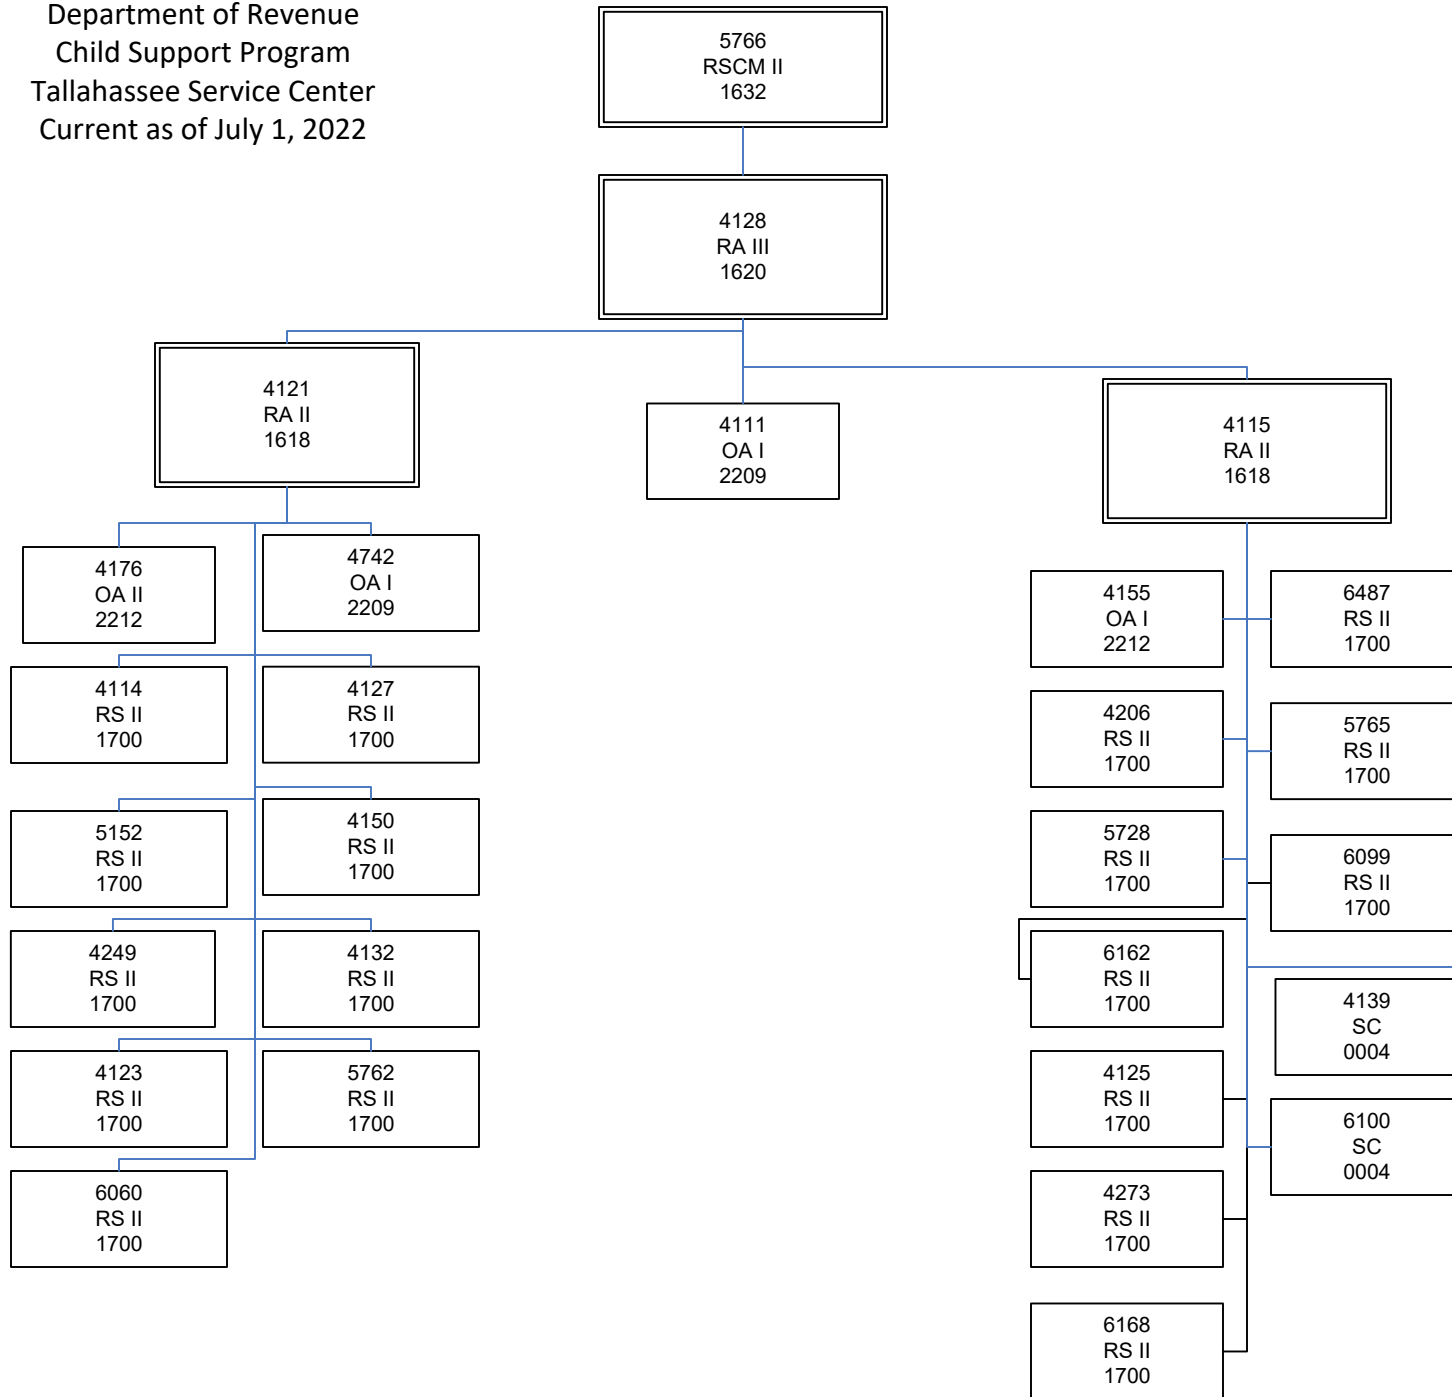 Department of Revenue
Child Support Program
Tallahassee Service Center
Current as of July 1, 2022
5766
RSCM II
1632
4128
RA III
1620
4121
RA II
1618
4111
OA I
2209
4115
RA II
1618
4176
OA II
2212
4742
OA I
2209
4114
RS II
1700
4127
RS II
1700
5152
RS II
1700
4150
RS II
1700
4249
RS II
1700
4132
RS II
1700
4123
RS II
1700
5762
RS II
1700
6060
RS II
1700
4155
OA I
2212
6487
RS II
1700
4206
RS II
1700
5765
RS II
1700
5728
RS II
1700
6099
RS II
1700
6162
RS II
1700
4139
SC
0004
4125
RS II
1700
6100
SC
0004
4273
RS II
1700
6168
RS II
1700